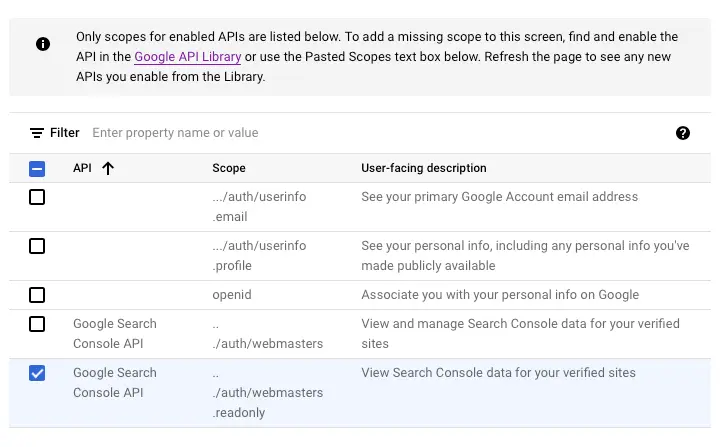 Only scopes for enabled APIs are listed below. To add a missing scope to this screen, find and enable the
API in the Google API Library or use the Pasted Scopes text box below. Refresh the page to see any new
APIs you enable from the Library.
Filter Enter property name or value
API Scope User-facing description
.../auth/userinfo See your primary Google Account email address
.email
.../auth/userinfo See your personal info, including any personal info you've
.profile made publicly available
openid Associate you with your personal info on Google
Google Search .. View and manage Search Console data for your verified
Console API ./auth/webmasters sites
Google Search .. View Search Console data for your verified sites
Console API ./auth/webmasters
.readonly